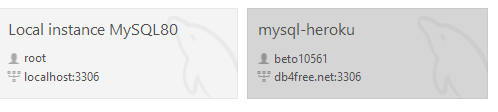 Local instance MySQL80
root
localhost:3306
mysql-heroku
beto10561
db4free.net:3306